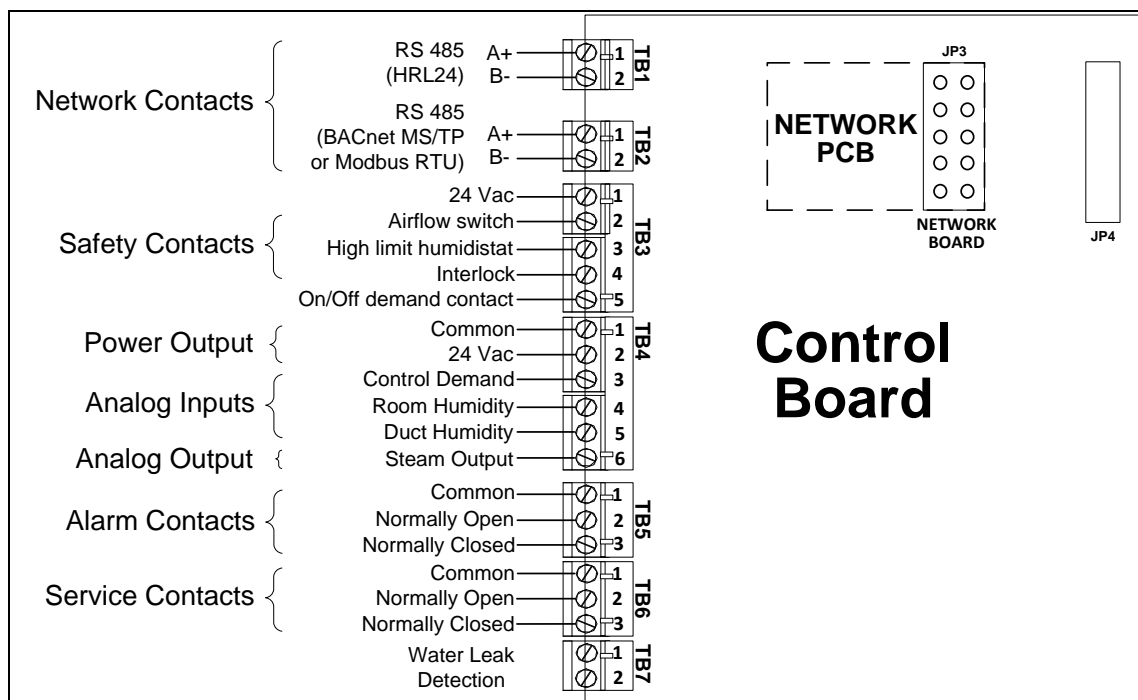 Network Contacts
RS 485
(HRL24)
A+
B-
1
2
TB1
RS 485
(BACnet MS/TP
or Modbus RTU)
A+
B-
1
2
TB2
Safety Contacts
24 Vac
1
Airflow switch
2
High limit humidistat
3
Interlock
4
On/Off demand contact
5
TB3
Power Output
Common
1
24 Vac
2
Analog Inputs
Control Demand
3
Room Humidity
4
Duct Humidity
5
Analog Output
Steam Output
6
TB4
Alarm Contacts
Common
1
Normally Open
2
Normally Closed
3
TB5
Service Contacts
Common
1
Normally Open
2
Normally Closed
3
TB6
Water Leak
Detection
1
2
TB7
NETWORK
PCB
JP3
NETWORK
BOARD
JP4
Control
Board